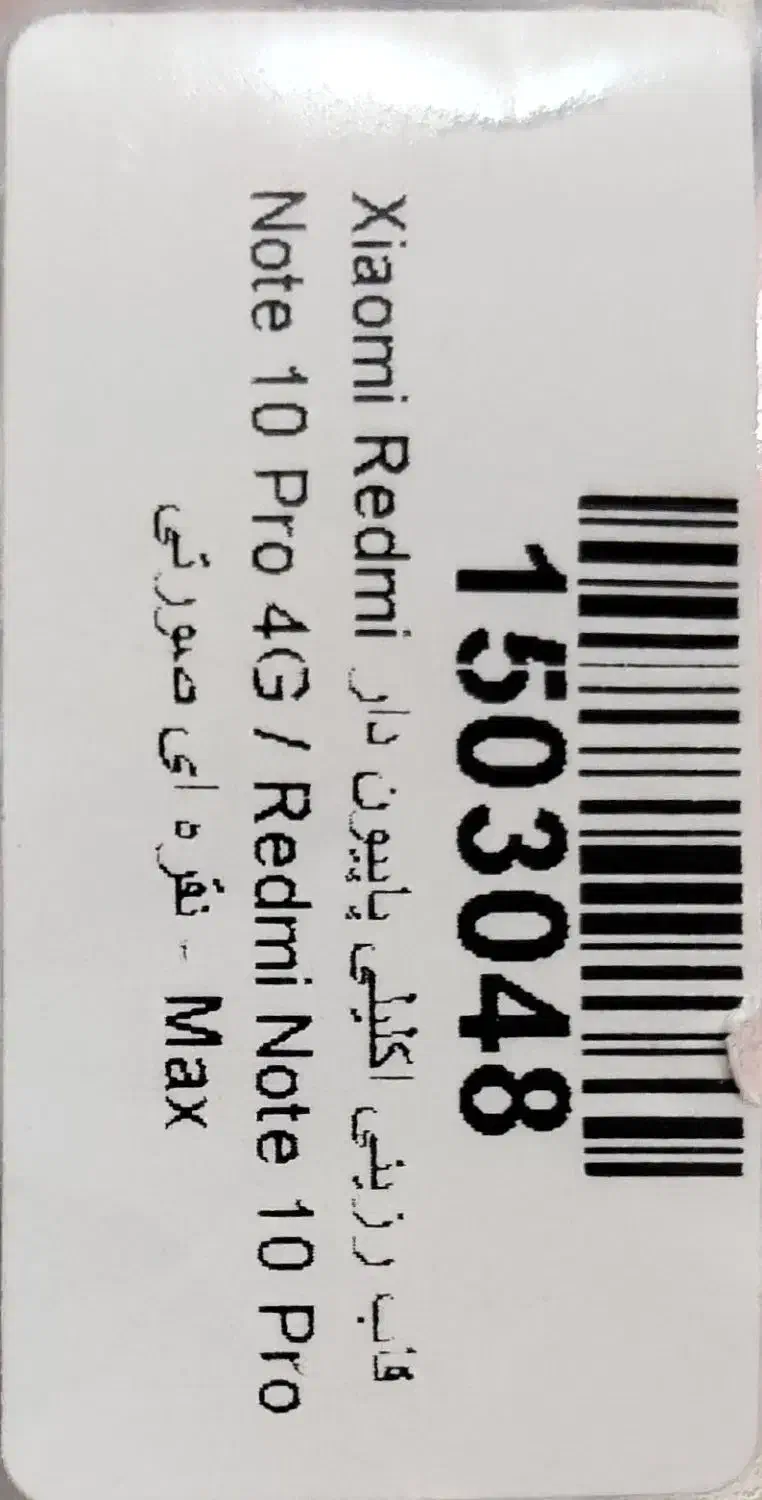 1503048
قاب رزینی اکلیلی پاپیون دار Xiaomi Redmi
Note 10 Pro 4G / Redmi Note 10 Pro
Max - نقره ای صورتی